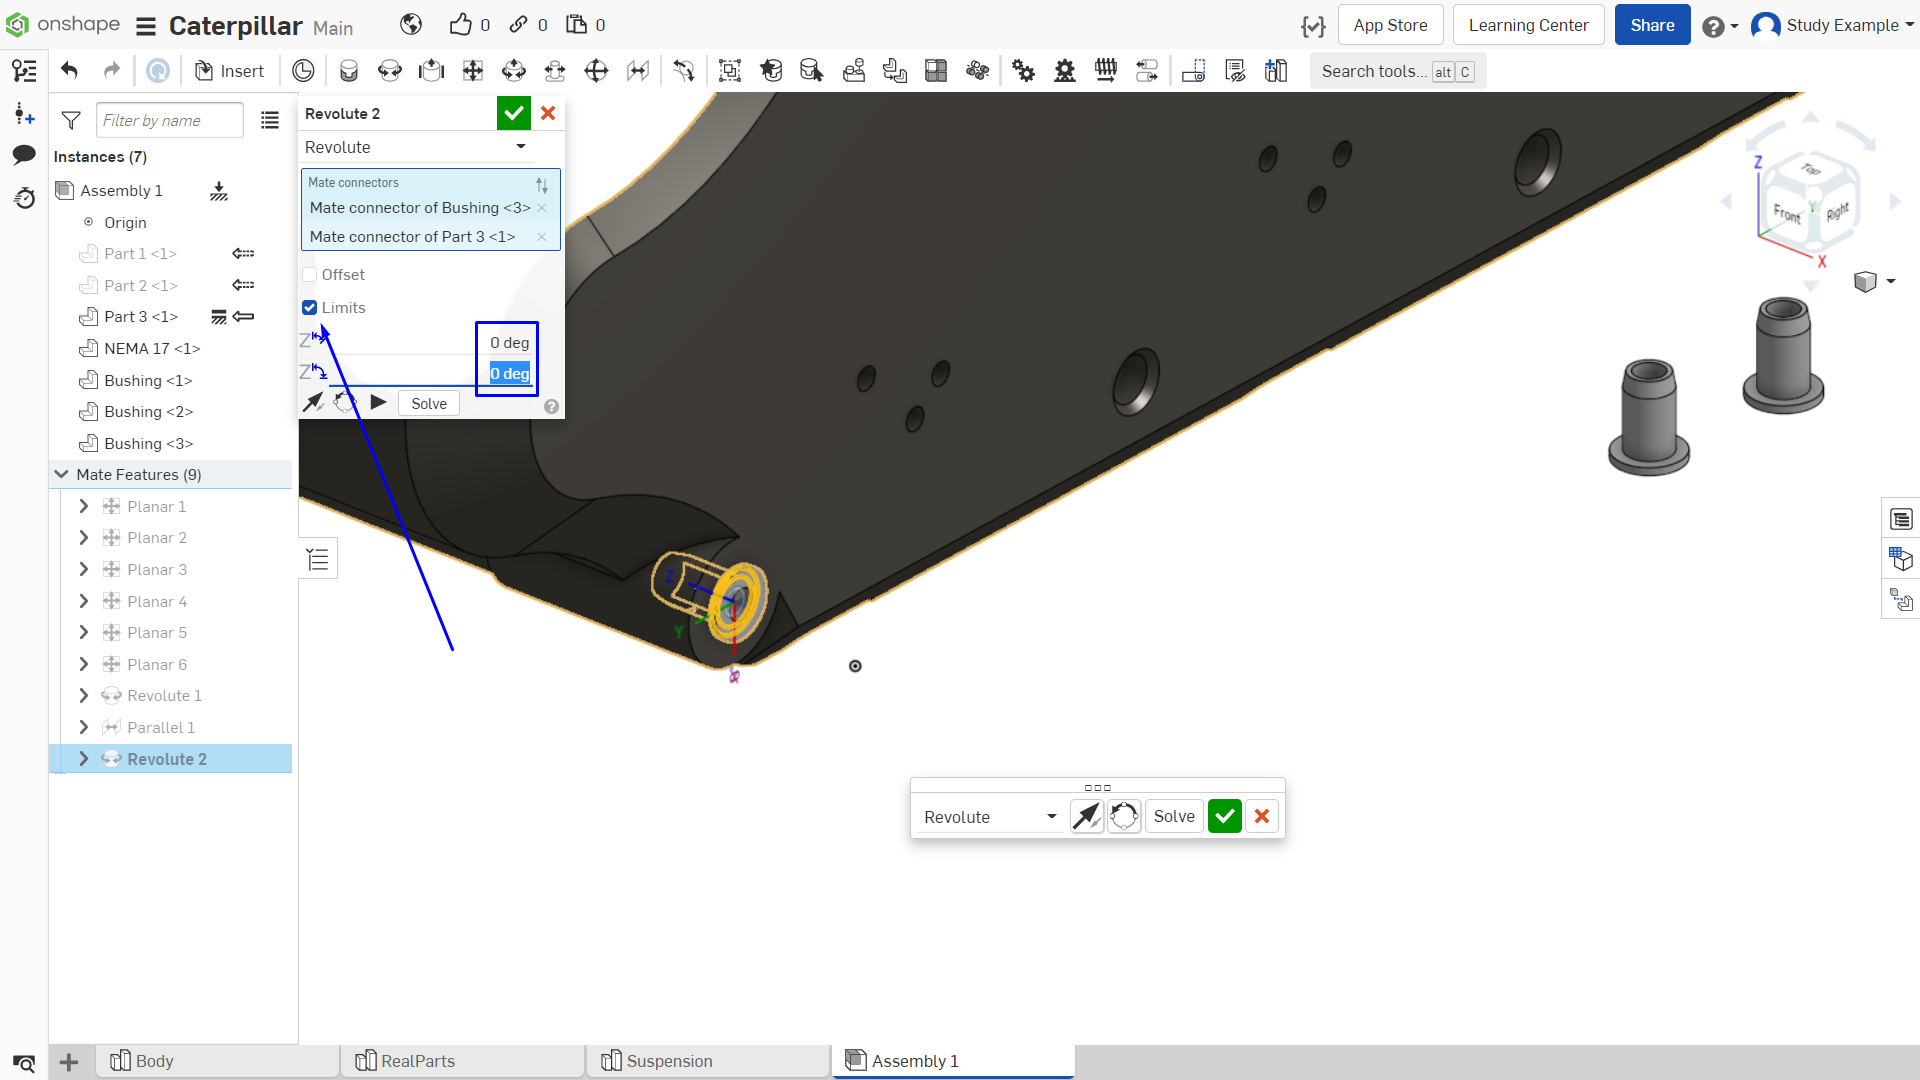 onshape
Caterpillar Main
0
0
0
App Store
Learning Center
Share
Study Example
Insert
Search tools... alt C
Filter by name
Instances (7)
Assembly 1
Origin
Part 1 <1>
Part 2 <1>
Part 3 <1>
NEMA 17 <1>
Bushing <1>
Bushing <2>
Bushing <3>
Mate Features (9)
Planar 1
Planar 2
Planar 3
Planar 4
Planar 5
Planar 6
Revolute 1
Parallel 1
Revolute 2
Revolute 2
Revolute
Mate connectors
Mate connector of Bushing <3>
Mate connector of Part 3 <1>
Offset
Limits
Z 0 deg
Z 0 deg
Solve
Z
Top
Front
Y
Right
X
Z
Y
Revolute
Solve
Body
RealParts
Suspension
Assembly 1